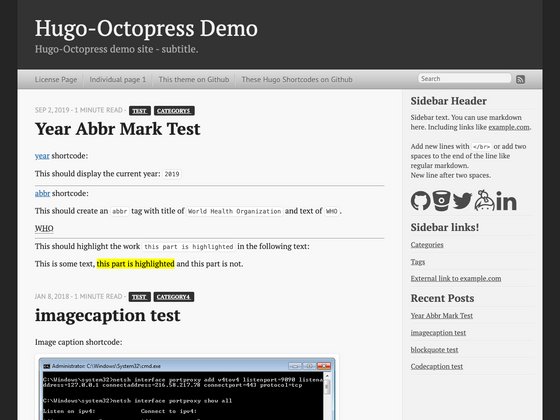 Hugo-Octopress Demo
Hugo-Octopress demo site - subtitle.
License Page
Individual page 1
This theme on Github
These Hugo Shortcodes on Github
Search
SEP 2, 2019 - 1 MINUTE READ - TEST CATEGORY5
Year Abbr Mark Test
year shortcode:
This should display the current year: 2019
abbr shortcode:
This should create an abbr tag with title of World Health Organization and text of WHO.
WHO
This should highlight the work this part is highlighted in the following text:
This is some text, this part is highlighted and this part is not.
JAN 8, 2018 - 1 MINUTE READ - TEST CATEGORY4
imagecaption test
Image caption shortcode:
Administrator: C:\Windows\System32\cmd.exe
C:\Windows\system32>netsh interface portproxy add v4tov4 listenport=9090 listena
ddress=127.0.0.1 connectaddress=216.58.217.78 connectport=443 protocol=tcp
C:\Windows\system32>netsh interface portproxy show all
Listen on ipv4: Connect to ipv4:
Sidebar Header
Sidebar text. You can use markdown
here. Including links like example.com.
Add new lines with </br> or add two
spaces to the end of the line like
regular markdown.
New line after two spaces.
Sidebar links!
Categories
Tags
External link to example.com
Recent Posts
Year Abbr Mark Test
imagecaption test
blockquote test
Codecaption test